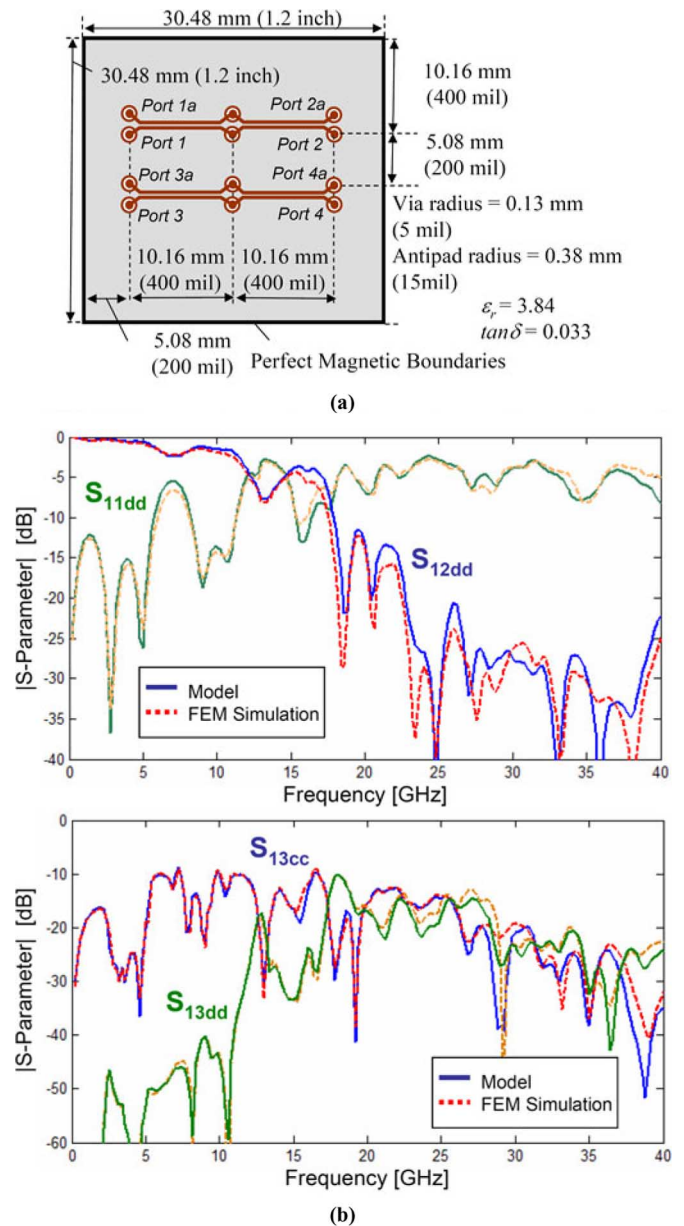 30.48 mm (1.2 inch)
30.48 mm (1.2 inch)
10.16 mm
(400 mil)
Port 1a
Port 2a
Port 1
Port 2
5.08 mm
(200 mil)
Port 3a
Port 4a
Port 3
Port 4
Via radius = 0.13 mm
(5 mil)
Antipad radius = 0.38 mm
(15mil)
10.16 mm
(400 mil)
10.16 mm
(400 mil)
εr = 3.84
tanδ = 0.033
5.08 mm
(200 mil)
Perfect Magnetic Boundaries
(a)
|S-Parameter| [dB]
0
-5
-10
-15
-20
-25
-30
-35
-40
S11dd
S12dd
Model
FEM Simulation
0 5 10 15 20 25 30 35 40
Frequency [GHz]
|S-Parameter| [dB]
0
-10
-20
-30
-40
-50
-60
S13cc
S13dd
Model
FEM Simulation
0 5 10 15 20 25 30 35 40
Frequency [GHz]
(b)